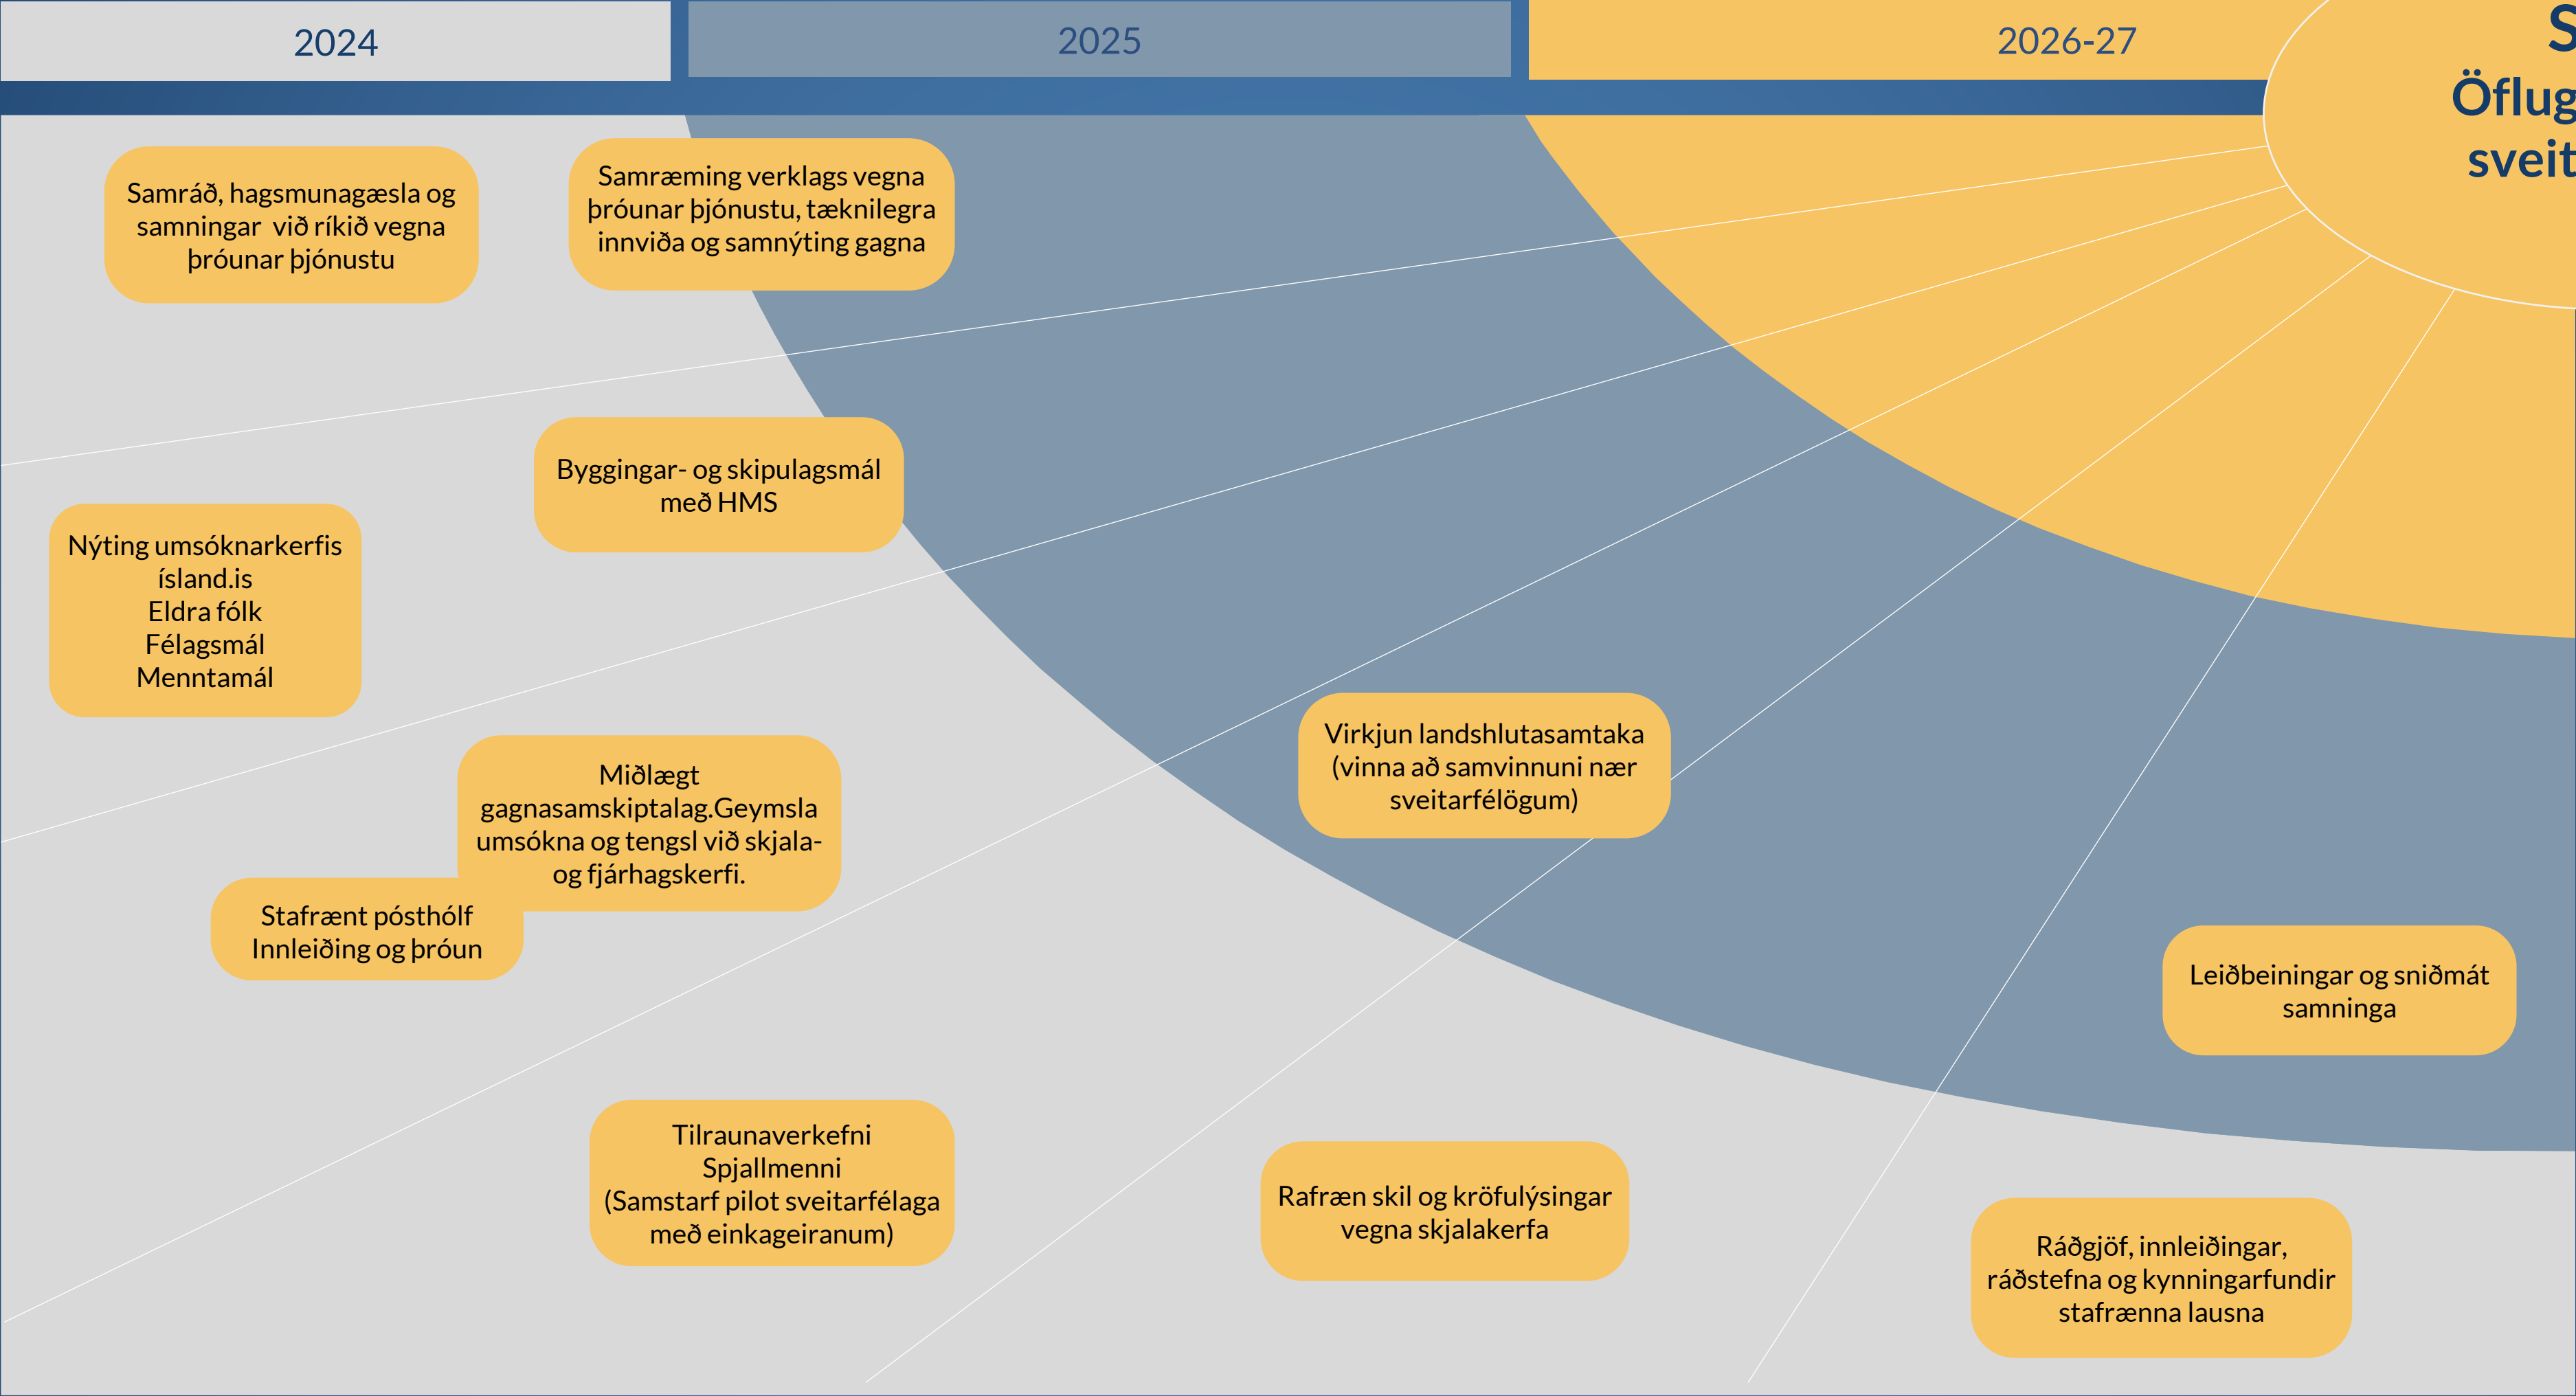 2024
2025
2026-27
S
Öflug
sveit
Samráð, hagsmunagæsla og
samningar við ríkið vegna
þróunar þjónustu
Samræming verklags vegna
þróunar þjónustu, tæknilegra
innviða og samnýting gagna
Byggingar- og skipulagsmál
með HMS
Nýting umsóknarkerfis
ísland.is
Eldra fólk
Félagsmál
Menntamál
Miðlægt
gagnasamskiptalag.Geymsla
umsókna og tengsl við skjala-
og fjárhagskerfi.
Stafrænt pósthólf
Innleiðing og þróun
Virkjun landshlutasamtaka
(vinna að samvinnuni nær
sveitarfélögum)
Leiðbeiningar og sniðmát
samninga
Tilraunaverkefni
Spjallmenni
(Samstarf pilot sveitarfélaga
með einkageiranum)
Rafræn skil og kröfulýsingar
vegna skjalakerfa
Ráðgjöf, innleiðingar,
ráðstefna og kynningarfundir
stafrænna lausna